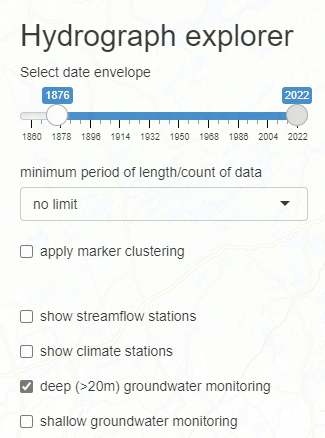 Hydrograph explorer
Select date envelope
1876 2022
1860 1878 1896 1914 1932 1950 1968 1986 2004 2022
minimum period of length/count of data
no limit
apply marker clustering
show streamflow stations
show climate stations
deep (>20m) groundwater monitoring
shallow groundwater monitoring